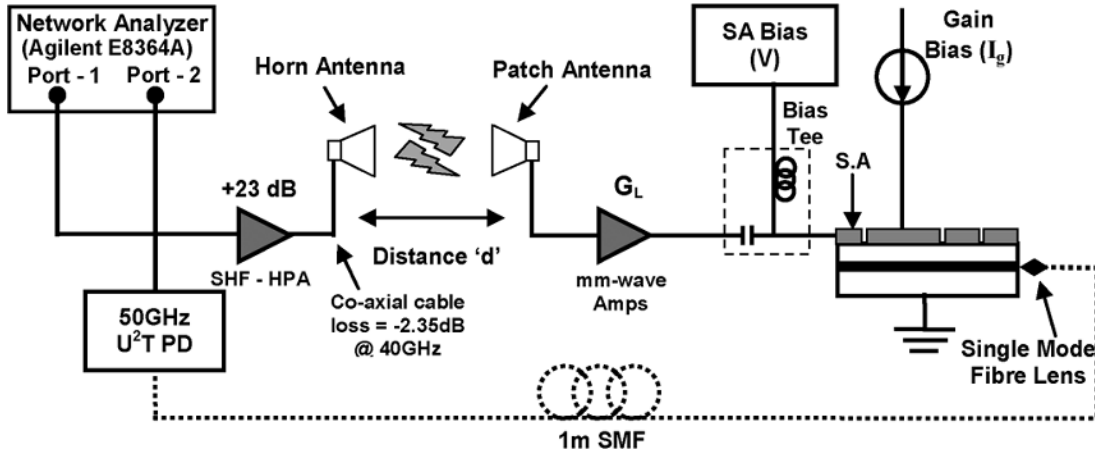 Network Analyzer
(Agilent E8364A)
Port - 1 Port - 2
Horn Antenna
Patch Antenna
SA Bias
(V)
Gain
Bias (Ig)
Bias
Tee
S.A
+23 dB
SHF - HPA
Distance ‘d’
GL
mm-wave
Amps
Co-axial cable
loss = -2.35dB
@ 40GHz
50GHz
U²T PD
Single Mode
Fibre Lens
1m SMF